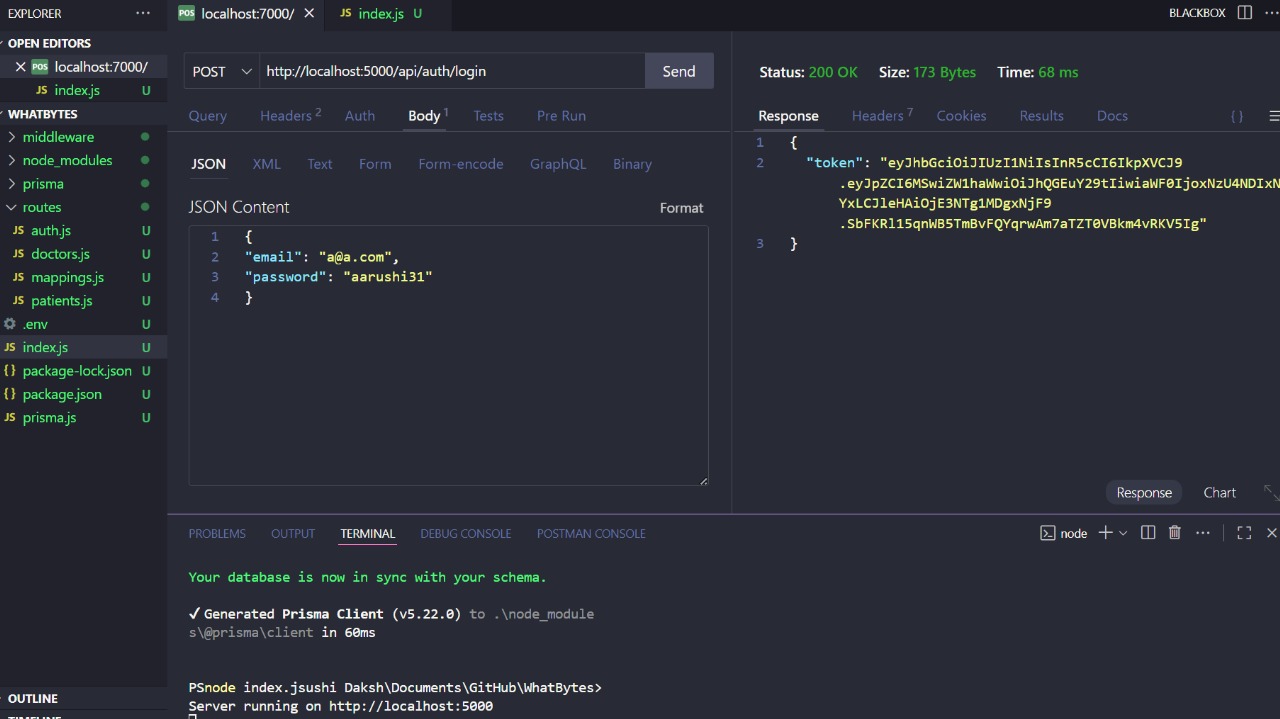 EXPLORER
POS localhost:7000/
JS index.js U
BLACKBOX
OPEN EDITORS
POS localhost:7000/
JS index.js U
WHATBYTES
middleware
node_modules
prisma
routes
JS auth.js U
JS doctors.js U
JS mappings.js U
JS patients.js U
.env U
JS index.js U
{} package-lock.json U
{} package.json U
JS prisma.js U
OUTLINE
POST http://localhost:5000/api/auth/login Send
Query Headers 2 Auth Body 1 Tests Pre Run
JSON XML Text Form Form-encode GraphQL Binary
JSON Content Format
1 {
2 "email": "a@a.com",
3 "password": "aarushi31"
4 }
Status: 200 OK Size: 173 Bytes Time: 68 ms
Response Headers 7 Cookies Results Docs {}
1 {
2 "token": "eyJhbGciOiJIUzI1NiIsInR5cCI6IkpXVCJ9
.eyJpZCI6MSwiZW1haWwiOiJhQGEuY29tIiwiaWF0IjoxNzU4NDIxN
YxLCJleHAiOjE3NTg1MDgxNjF9
.SbFKRl15qnWB5TmBvFQYqrwAm7aTZT0VBkm4vRKV5Ig"
3 }
Response Chart
PROBLEMS OUTPUT TERMINAL DEBUG CONSOLE POSTMAN CONSOLE
node
Your database is now in sync with your schema.
✔ Generated Prisma Client (v5.22.0) to .\node_module
s\@prisma\client in 60ms
PSnode index.jsushi Daksh\Documents\GitHub\WhatBytes>
Server running on http://localhost:5000